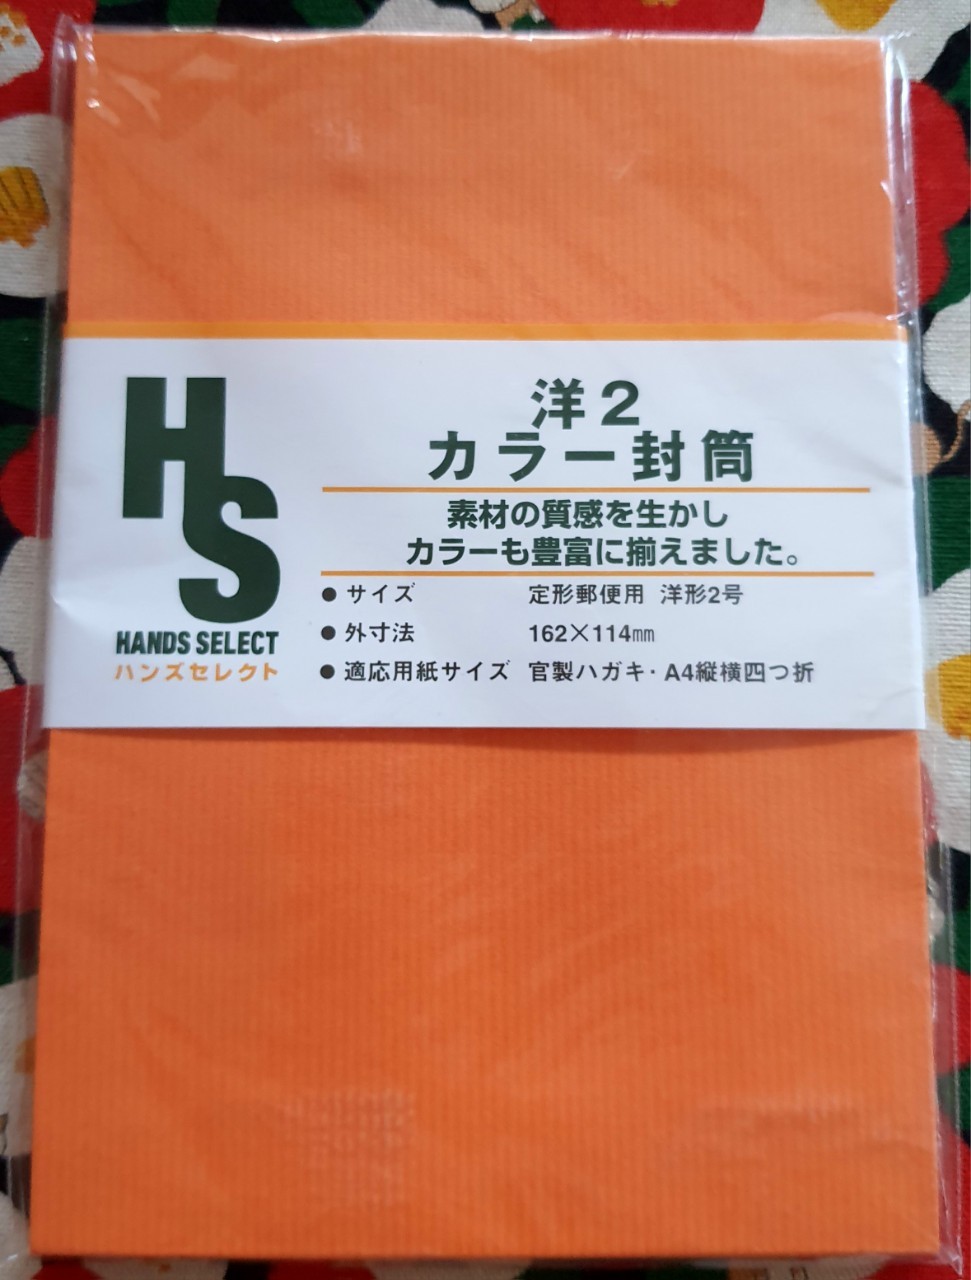 HS
HANDS SELECT
ハンズセレクト
洋2
カラー封筒
素材の質感を生かし
カラーも豊富に揃えました。
● サイズ 定形郵便用 洋形2号
● 外寸法 162×114㎜
● 適応用紙サイズ 官製ハガキ・A4縦横四つ折